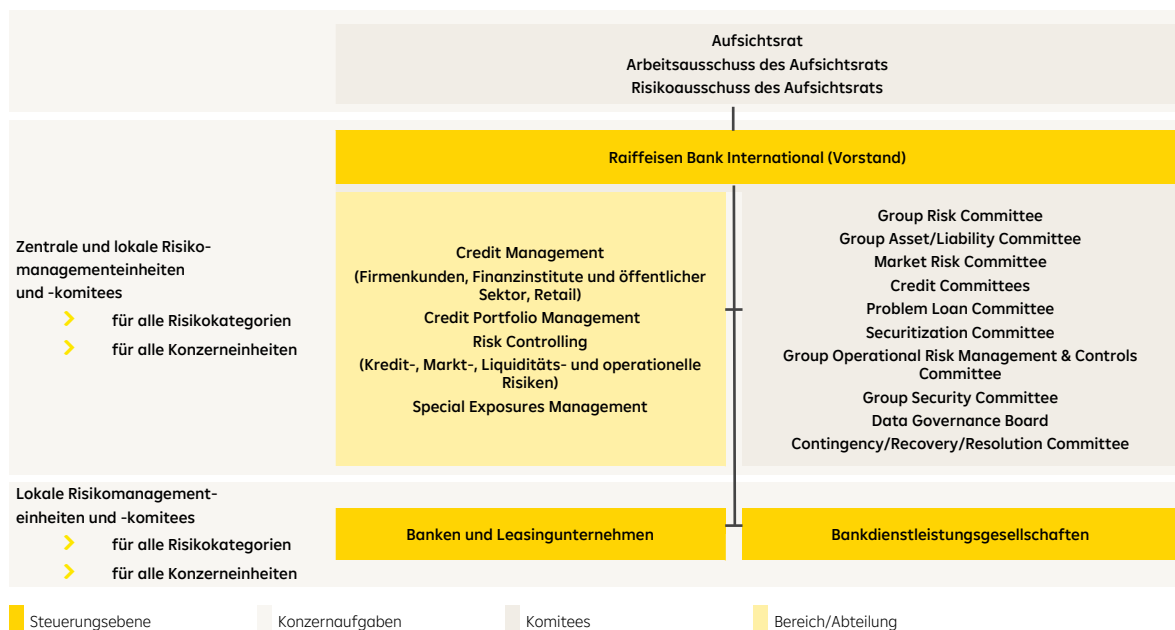 Aufsichtsrat
Arbeitsausschuss des Aufsichtsrats
Risikoausschuss des Aufsichtsrats
Raiffeisen Bank International (Vorstand)
Zentrale und lokale Risiko-
managementeinheiten
und -komitees
für alle Risikokategorien
für alle Konzerneinheiten
Credit Management
(Firmenkunden, Finanzinstitute und öffentlicher
Sektor, Retail)
Credit Portfolio Management
Risk Controlling
(Kredit-, Markt-, Liquiditäts- und operationelle
Risiken)
Special Exposures Management
Group Risk Committee
Group Asset/Liability Committee
Market Risk Committee
Credit Committees
Problem Loan Committee
Securitization Committee
Group Operational Risk Management & Controls
Committee
Group Security Committee
Data Governance Board
Contingency/Recovery/Resolution Committee
Lokale Risikomanagement-
einheiten und -komitees
für alle Risikokategorien
für alle Konzerneinheiten
Banken und Leasingunternehmen
Bankdienstleistungsgesellschaften
Steuerungsebene
Konzernaufgaben
Komitees
Bereich/Abteilung